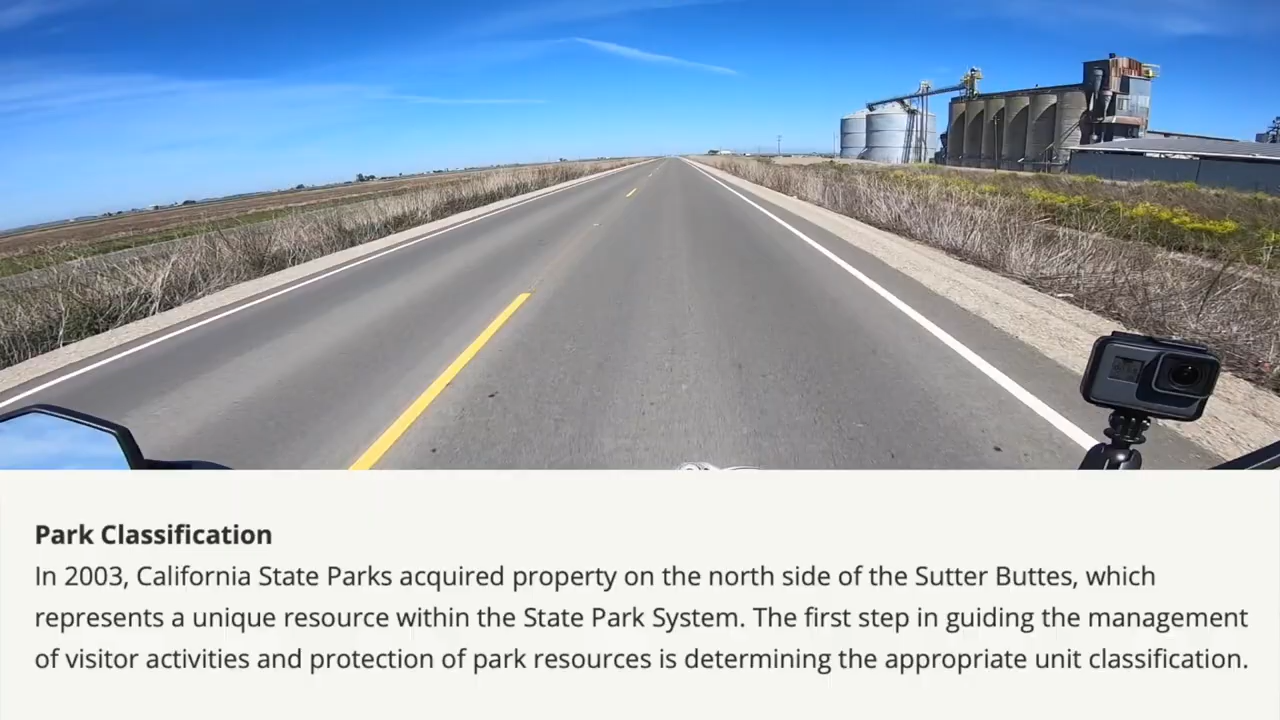 Park Classification
In 2003, California State Parks acquired property on the north side of the Sutter Buttes, which
represents a unique resource within the State Park System. The first step in guiding the management
of visitor activities and protection of park resources is determining the appropriate unit classification.